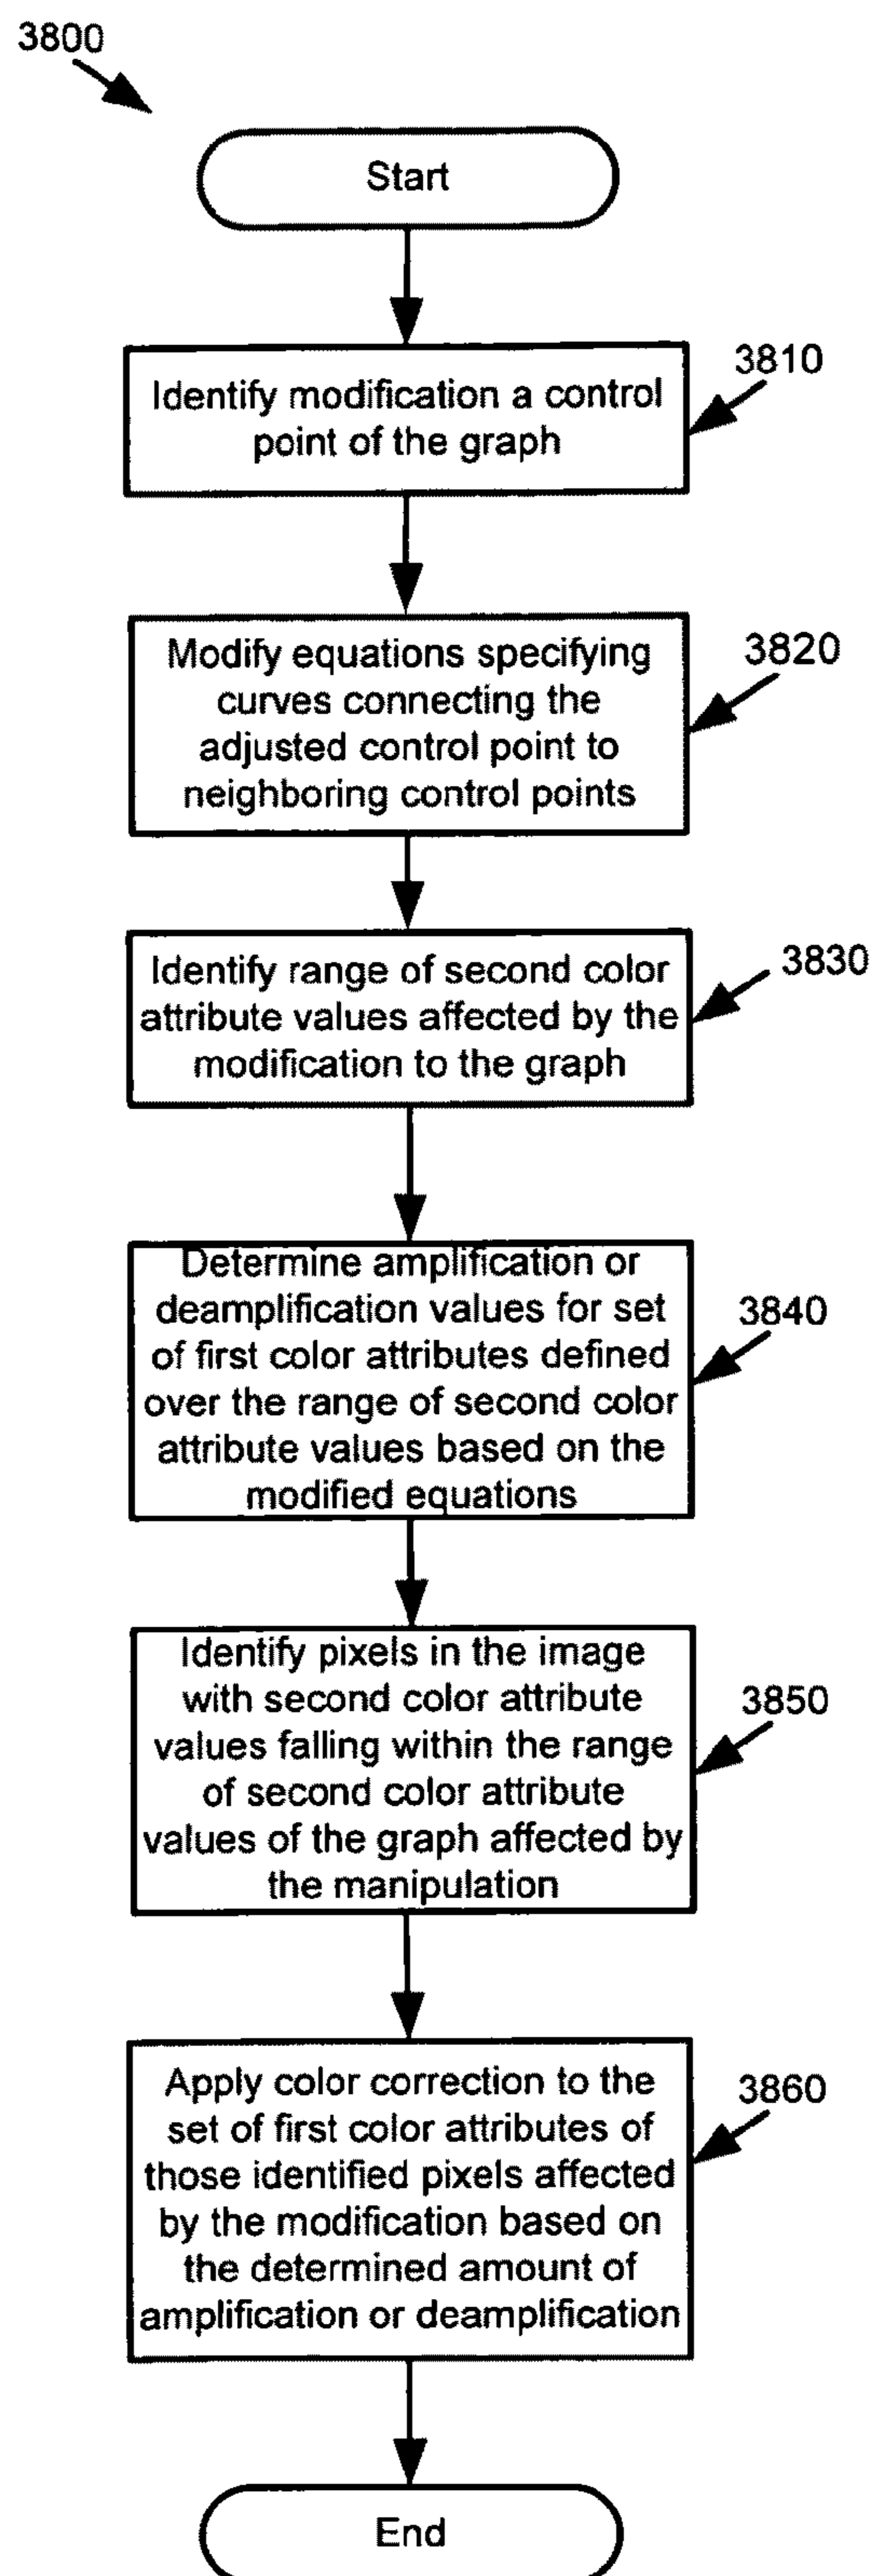 3800
Start
3810
Identify modification a control
point of the graph
3820
Modify equations specifying
curves connecting the
adjusted control point to
neighboring control points
3830
Identify range of second color
attribute values affected by the
modification to the graph
3840
Determine amplification or
deamplification values for set
of first color attributes defined
over the range of second color
attribute values based on the
modified equations
3850
Identify pixels in the image
with second color attribute
values falling within the range
of second color attribute
values of the graph affected by
the manipulation
3860
Apply color correction to the
set of first color attributes of
those identified pixels affected
by the modification based on
the determined amount of
amplification or deamplification
End